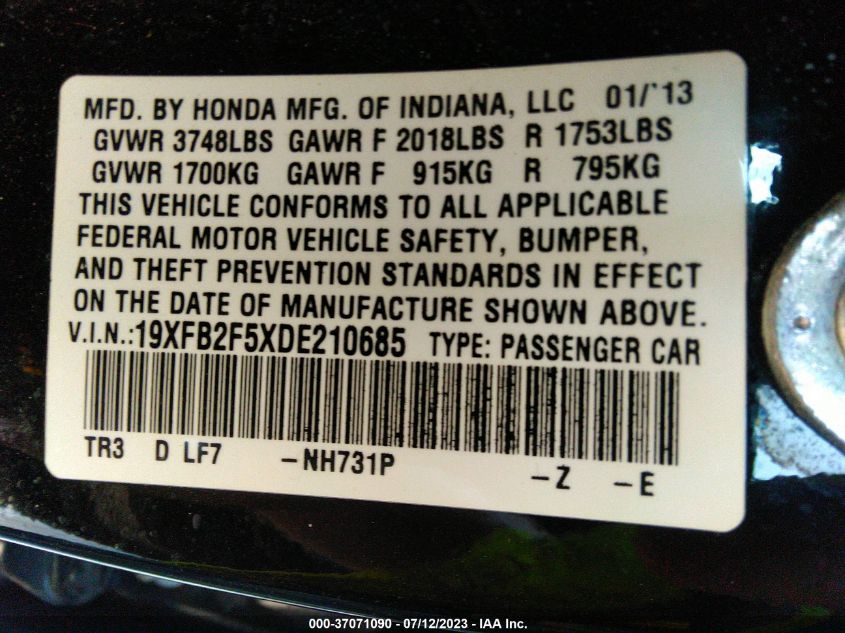 MFD. BY HONDA MFG. OF INDIANA, LLC 01/'13
GVWR 3748LBS GAWR F 2018LBS R 1753LBS
GVWR 1700KG GAWR F 915KG R 795KG
THIS VEHICLE CONFORMS TO ALL APPLICABLE
FEDERAL MOTOR VEHICLE SAFETY, BUMPER,
AND THEFT PREVENTION STANDARDS IN EFFECT
ON THE DATE OF MANUFACTURE SHOWN ABOVE.
V.I.N.:19XFB2F5XDE210685 TYPE: PASSENGER CAR
TR3 D LF7 –NH731P –Z –E
000-37071090 - 07/12/2023 - IAA Inc.